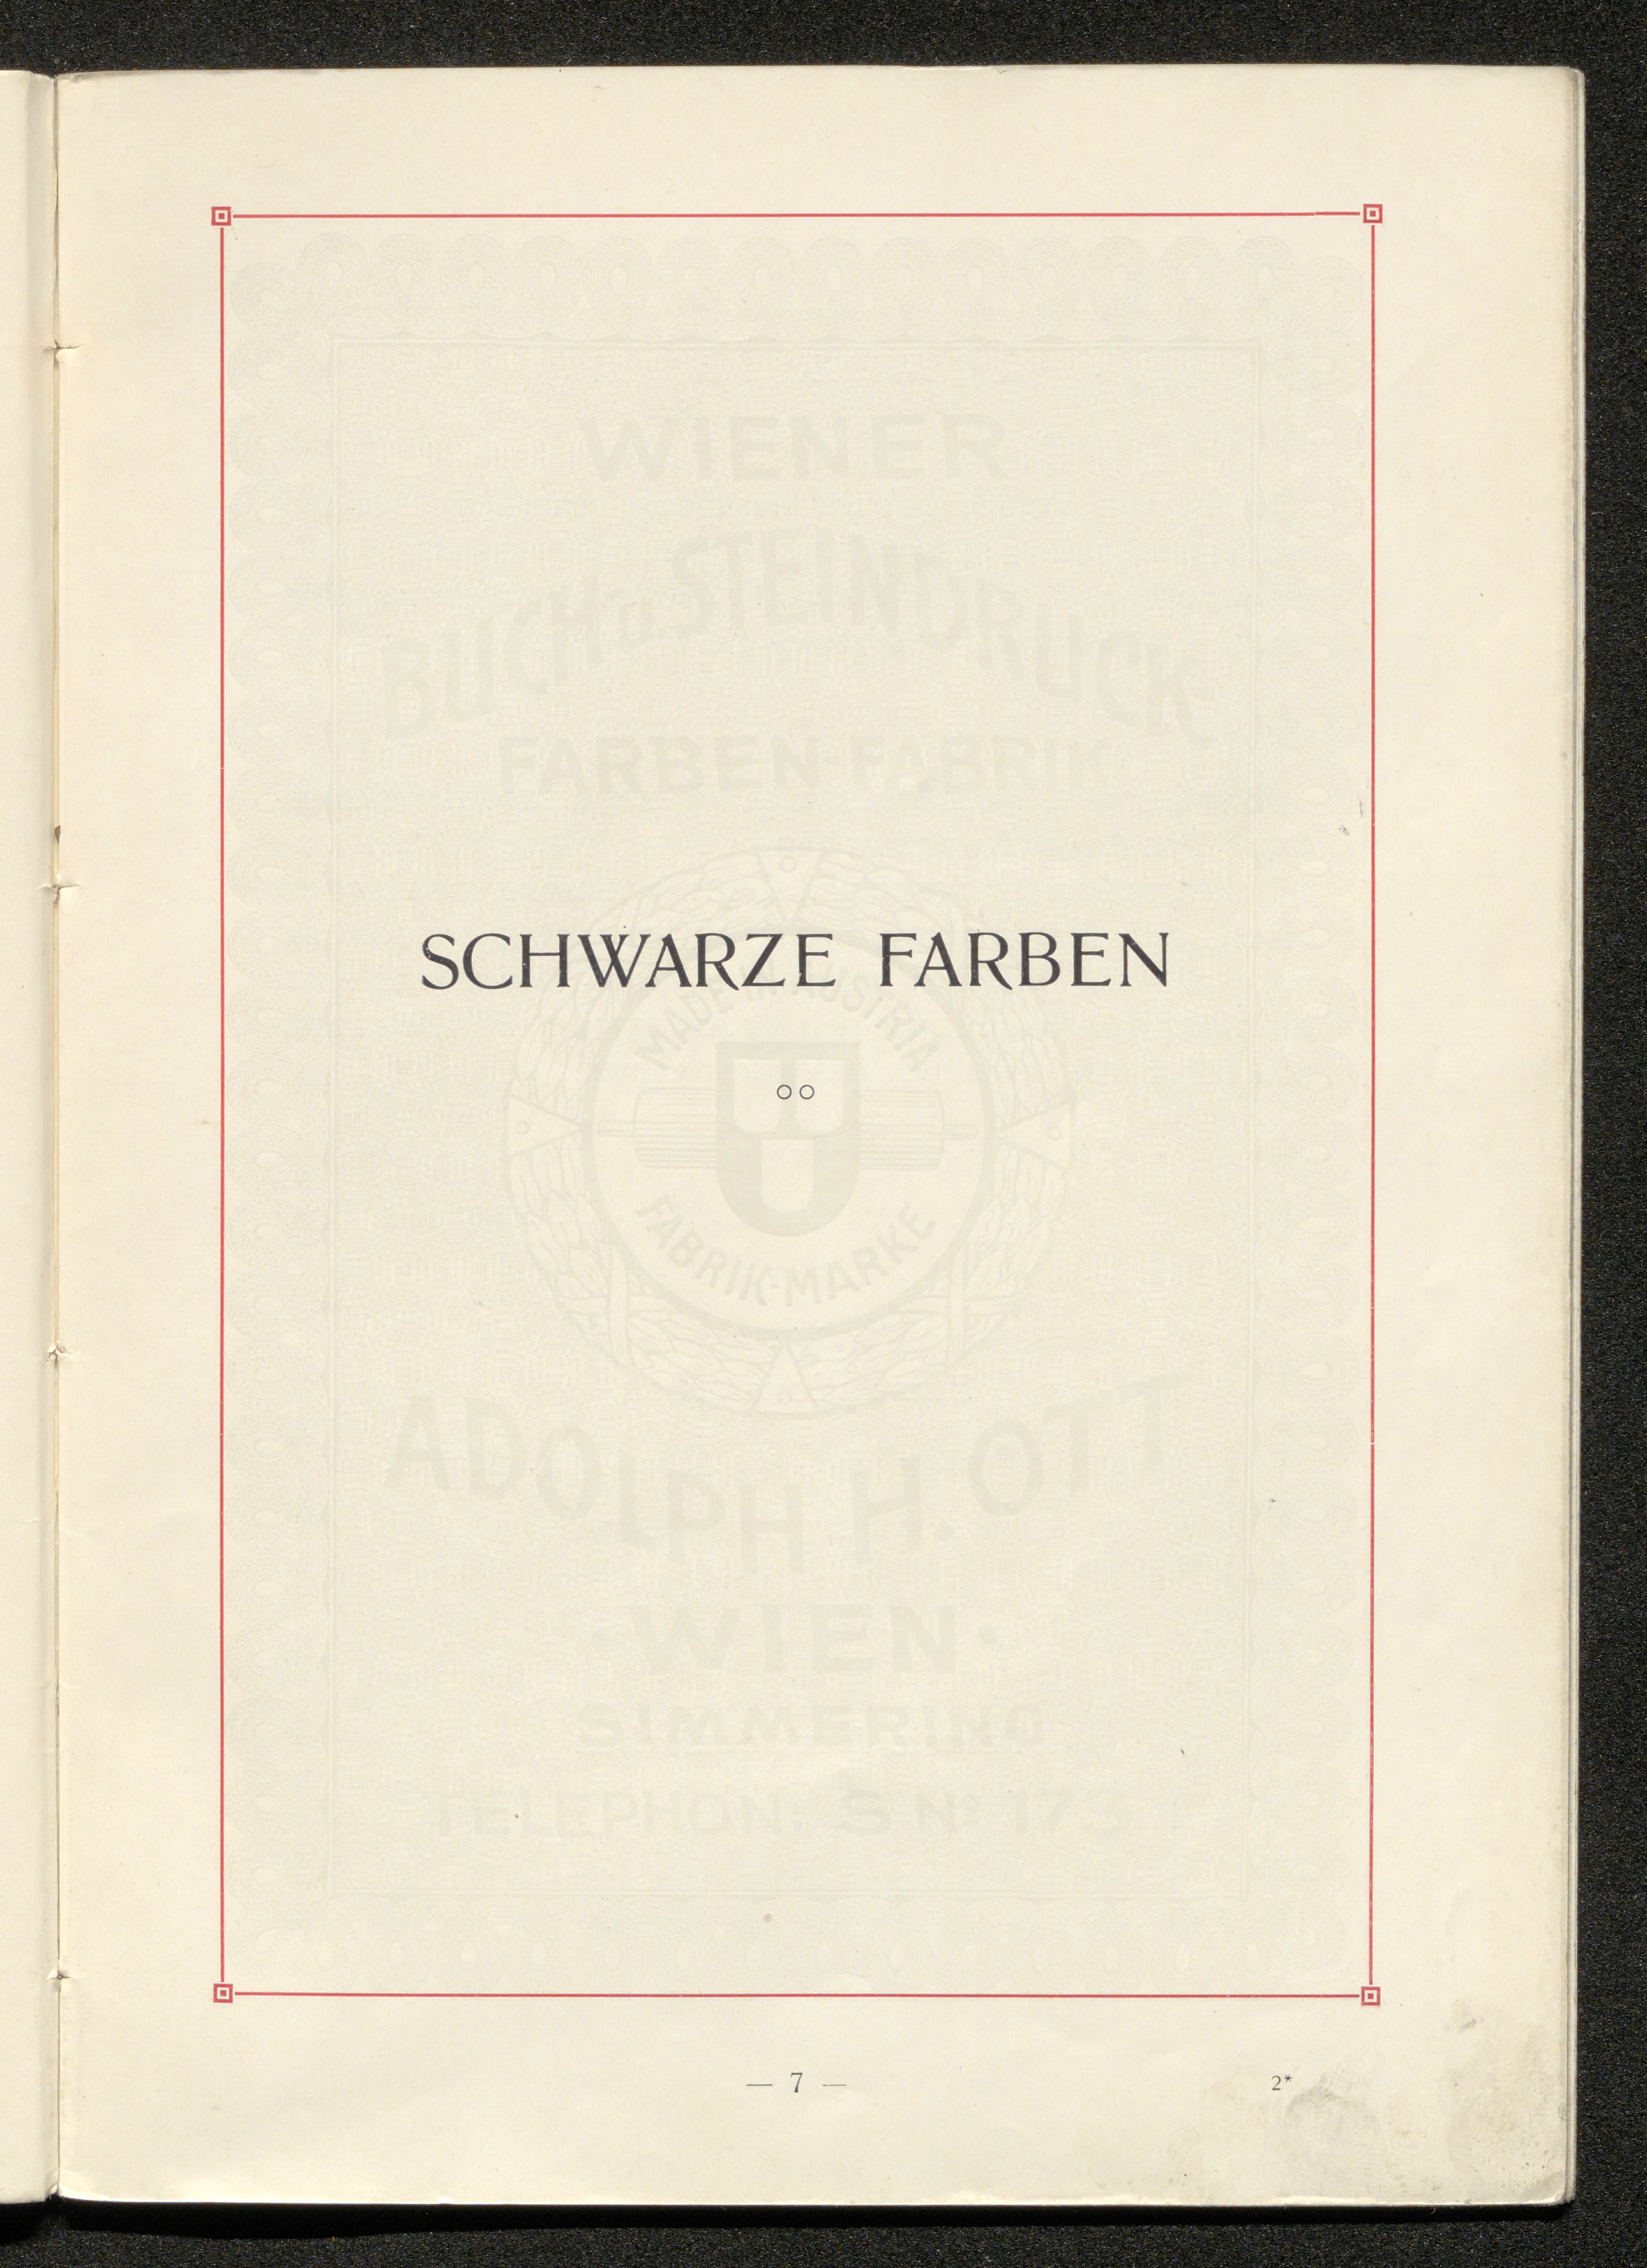 WIENER
BUCH u. STEINDRUCK-
FARBEN-FABRIK
SCHWARZE FARBEN
MADE IN AUSTRIA
FABRIK-MARKE
ADOLPH H. OTT
·WIEN·
SIMMERING
TELEPHON: S Nº 173
— 7 —
2*